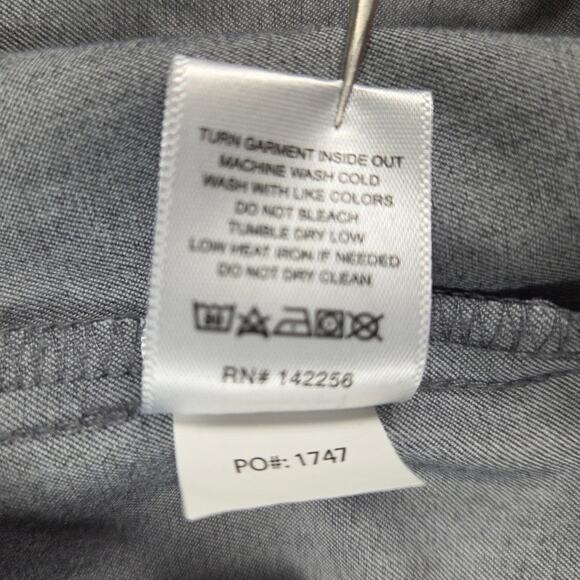 TURN GARMENT INSIDE OUT
MACHINE WASH COLD
WASH WITH LIKE COLORS
DO NOT BLEACH
TUMBLE DRY LOW
LOW HEAT IRON IF NEEDED
DO NOT DRY CLEAN
RN# 142256
PO#: 1747